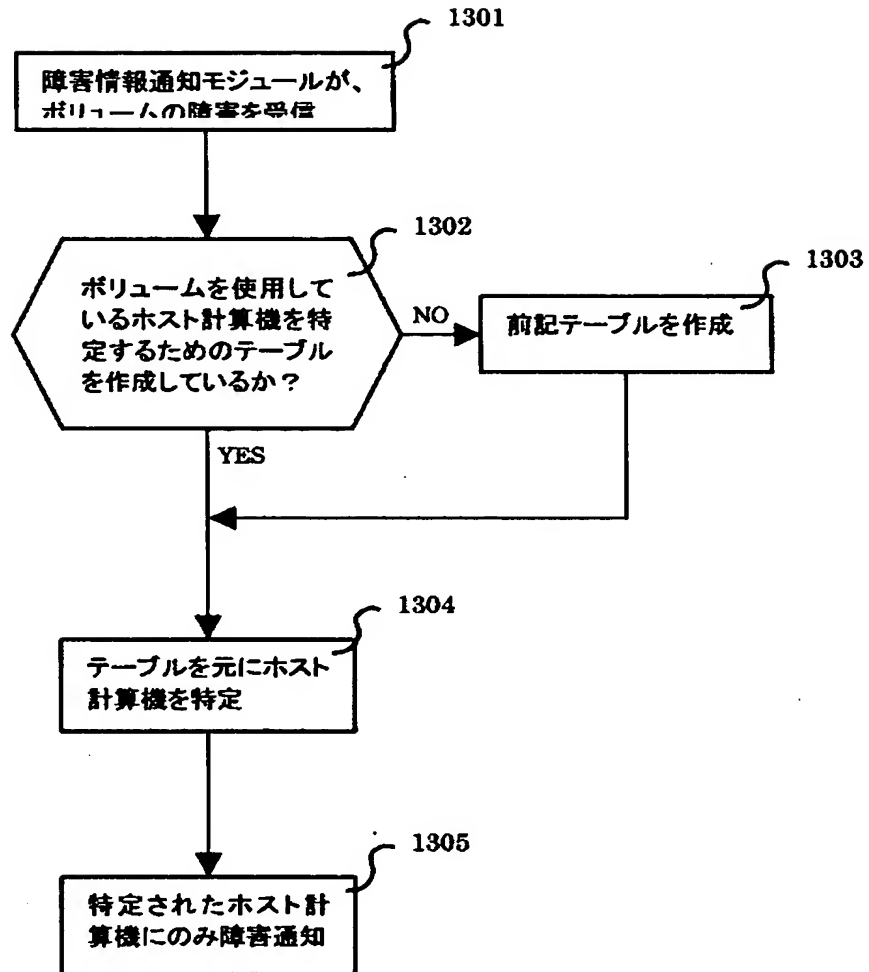 1301
障害情報通知モジュールが、
ボリュームの障害を受信
1302
ボリュームを使用して
いるホスト計算機を特
定するためのテーブル
を作成しているか？
NO
1303
前記テーブルを作成
YES
1304
テーブルを元にホスト
計算機を特定
1305
特定されたホスト計
算機にのみ障害通知